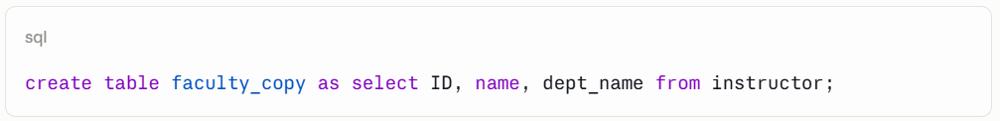 sql
create table faculty_copy as select ID, name, dept_name from instructor;